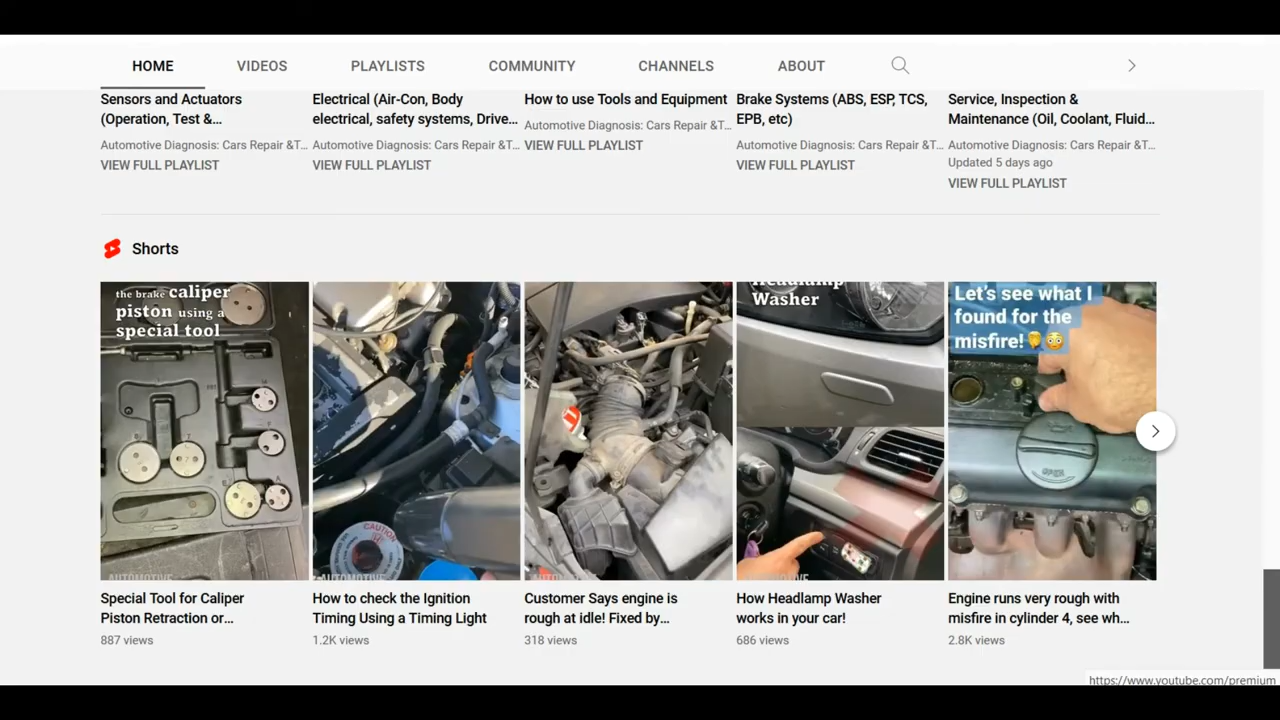 HOME VIDEOS PLAYLISTS COMMUNITY CHANNELS ABOUT
Sensors and Actuators
(Operation, Test &...
Automotive Diagnosis: Cars Repair &T...
VIEW FULL PLAYLIST
Electrical (Air-Con, Body
electrical, safety systems, Drive...
Automotive Diagnosis: Cars Repair &T...
VIEW FULL PLAYLIST
How to use Tools and Equipment
Automotive Diagnosis: Cars Repair &T...
VIEW FULL PLAYLIST
Brake Systems (ABS, ESP, TCS,
EPB, etc)
Automotive Diagnosis: Cars Repair &T...
VIEW FULL PLAYLIST
Service, Inspection &
Maintenance (Oil, Coolant, Fluid...
Automotive Diagnosis: Cars Repair &T...
Updated 5 days ago
VIEW FULL PLAYLIST
Shorts
the brake caliper
piston using a
special tool
AUTOMOTIVE
Special Tool for Caliper
Piston Retraction or...
887 views
CAUTION
AUTOMOTIVE
How to check the Ignition
Timing Using a Timing Light
1.2K views
Customer Says engine is
rough at idle! Fixed by...
318 views
Headlamp
Washer
AUTOMOTIVE
How Headlamp Washer
works in your car!
686 views
Let's see what I
found for the
misfire!🤦😳
Engine runs very rough with
misfire in cylinder 4, see wh...
2.8K views
https://www.youtube.com/premium